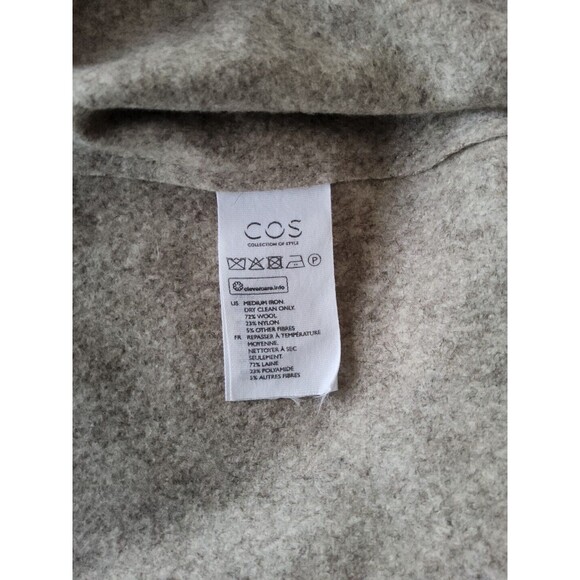 COS
COLLECTION OF STYLE
P
clevercare.info
US MEDIUM IRON
DRY CLEAN ONLY.
72% WOOL
23% NYLON
5% OTHER FIBRES
FR REPASSER À TEMPÉRATURE
MOYENNE.
NETTOYER À SEC
SEULEMENT.
72% LAINE
23% POLYAMIDE
5% AUTRES FIBRES